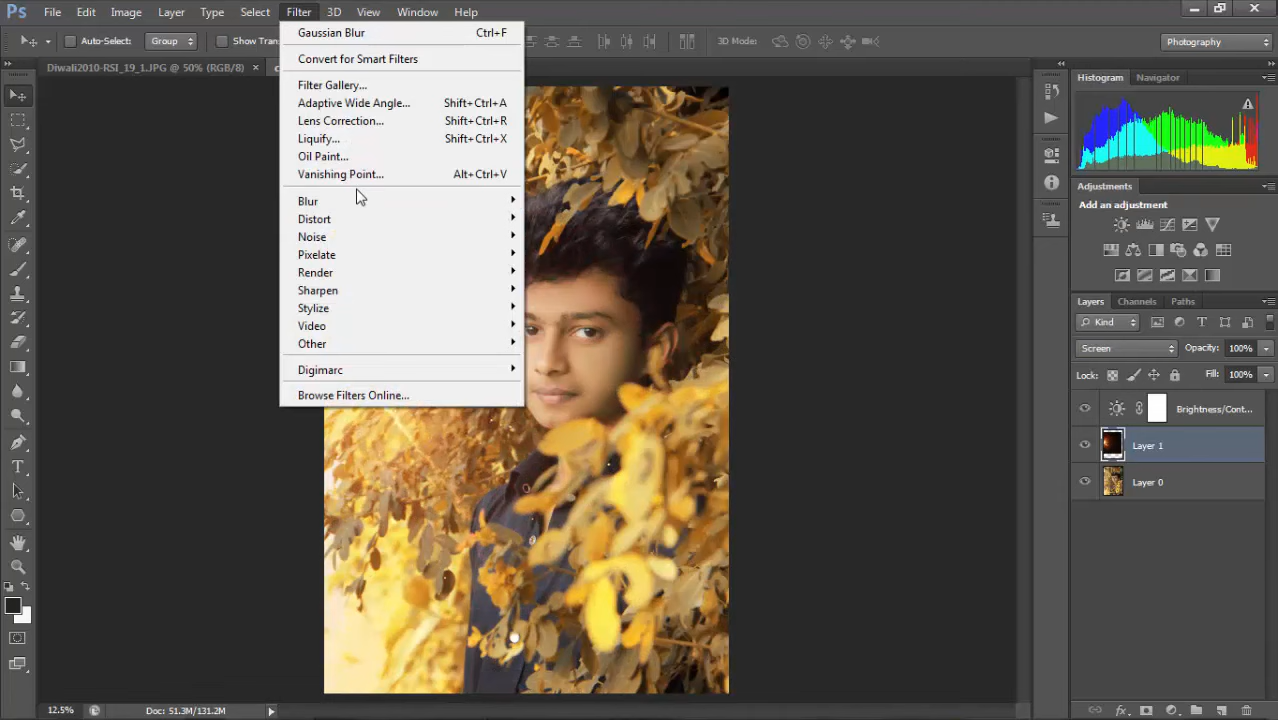 Ps File Edit Image Layer Type Select Filter 3D View Window Help
Auto-Select: Group Show Tran 3D Mode: Photography
Diwali2010-RSI_19_1.JPG @ 50% (RGB/8) ×
Gaussian Blur Ctrl+F
Convert for Smart Filters
Filter Gallery...
Adaptive Wide Angle... Shift+Ctrl+A
Lens Correction... Shift+Ctrl+R
Liquify... Shift+Ctrl+X
Oil Paint...
Vanishing Point... Alt+Ctrl+V
Blur
Distort
Noise
Pixelate
Render
Sharpen
Stylize
Video
Other
Digimarc
Browse Filters Online...
Histogram Navigator
Adjustments
Add an adjustment
Layers Channels Paths
Kind
Screen Opacity: 100%
Lock: Fill: 100%
Brightness/Cont...
Layer 1
Layer 0
12.5% Doc: 51.3M/131.2M